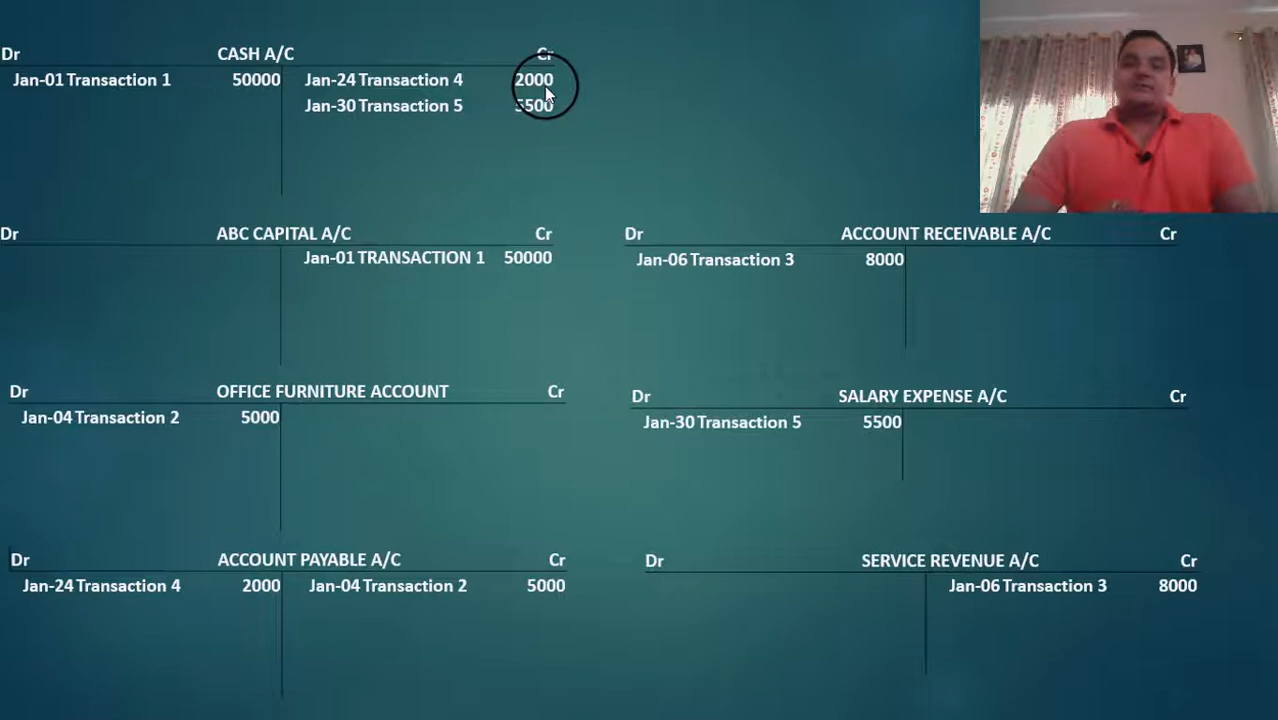 Dr CASH A/C Cr
Jan-01 Transaction 1 50000 Jan-24 Transaction 4 2000
Jan-30 Transaction 5 5500
Dr ABC CAPITAL A/C Cr
Jan-01 TRANSACTION 1 50000
Dr ACCOUNT RECEIVABLE A/C Cr
Jan-06 Transaction 3 8000
Dr OFFICE FURNITURE ACCOUNT Cr
Jan-04 Transaction 2 5000
Dr SALARY EXPENSE A/C Cr
Jan-30 Transaction 5 5500
Dr ACCOUNT PAYABLE A/C Cr
Jan-24 Transaction 4 2000 Jan-04 Transaction 2 5000
Dr SERVICE REVENUE A/C Cr
Jan-06 Transaction 3 8000